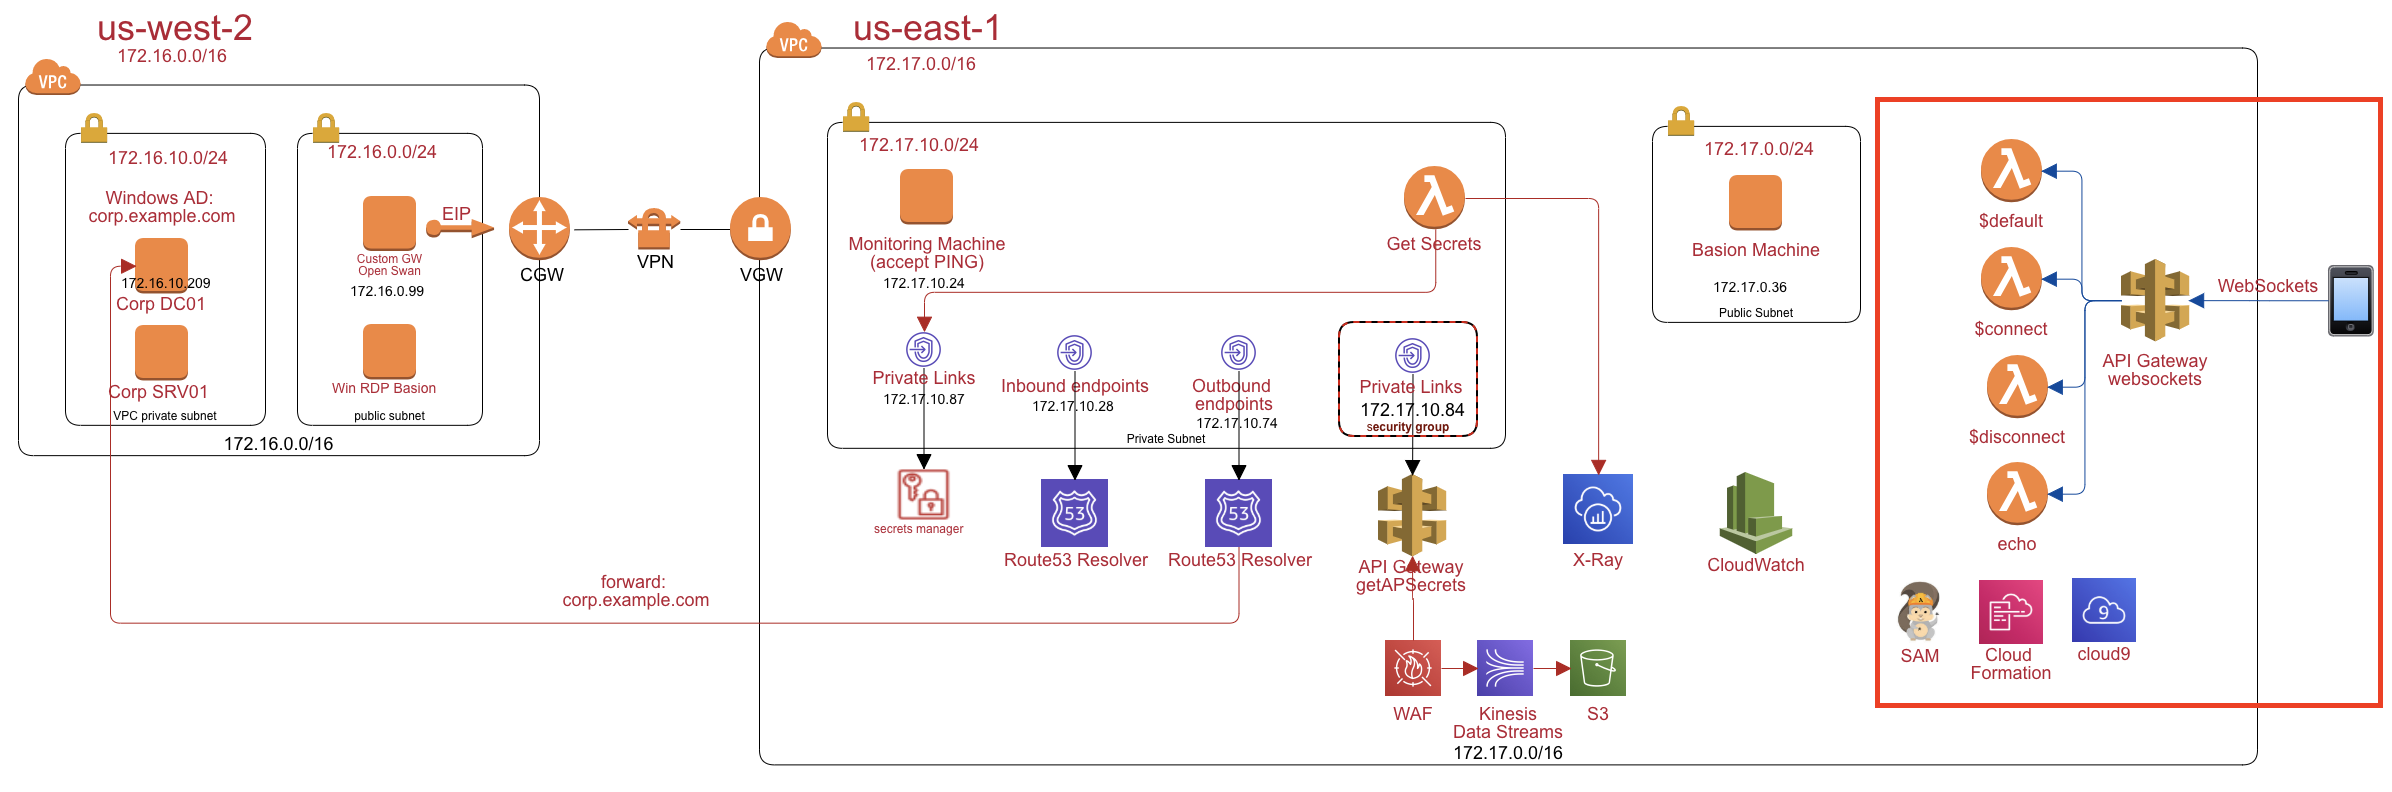 us-west-2
172.16.0.0/16
VPC
172.16.10.0/24
Windows AD:
corp.example.com
172.16.10.209
Corp DC01
Corp SRV01
VPC private subnet
172.16.0.0/24
EIP
Custom GW
Open Swan
172.16.0.99
Win RDP Basion
public subnet
172.16.0.0/16
CGW
VPN
VGW
us-east-1
172.17.0.0/16
VPC
172.17.10.0/24
Monitoring Machine
(accept PING)
172.17.10.24
Get Secrets
Private Links
172.17.10.87
Inbound endpoints
172.17.10.28
Outbound
endpoints
172.17.10.74
Private Links
172.17.10.84
security group
Private Subnet
172.17.0.0/24
Basion Machine
172.17.0.36
Public Subnet
secrets manager
53
Route53 Resolver
53
Route53 Resolver
API Gateway
getAPSecrets
X-Ray
CloudWatch
forward:
corp.example.com
WAF
Kinesis
Data Streams
S3
172.17.0.0/16
$default
$connect
$disconnect
echo
API Gateway
websockets
WebSockets
SAM
Cloud
Formation
9
cloud9